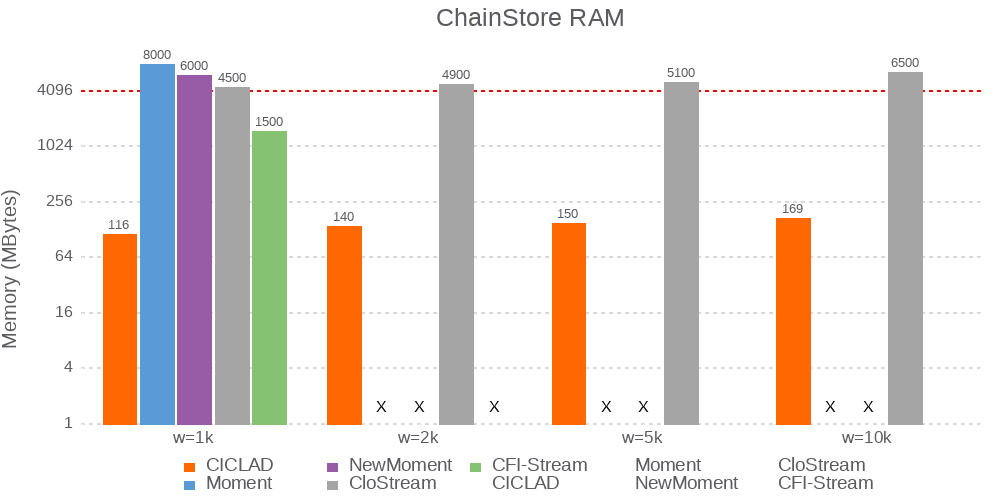 ChainStore RAM
Memory (MBytes)
4096
1024
256
64
16
4
1
116 8000 6000 4500 1500
140 X X 4900 X
150 X X 5100
169 X X 6500
w=1k w=2k w=5k w=10k
CICLAD NewMoment CFI-Stream Moment CloStream
Moment CloStream CICLAD NewMoment CFI-Stream